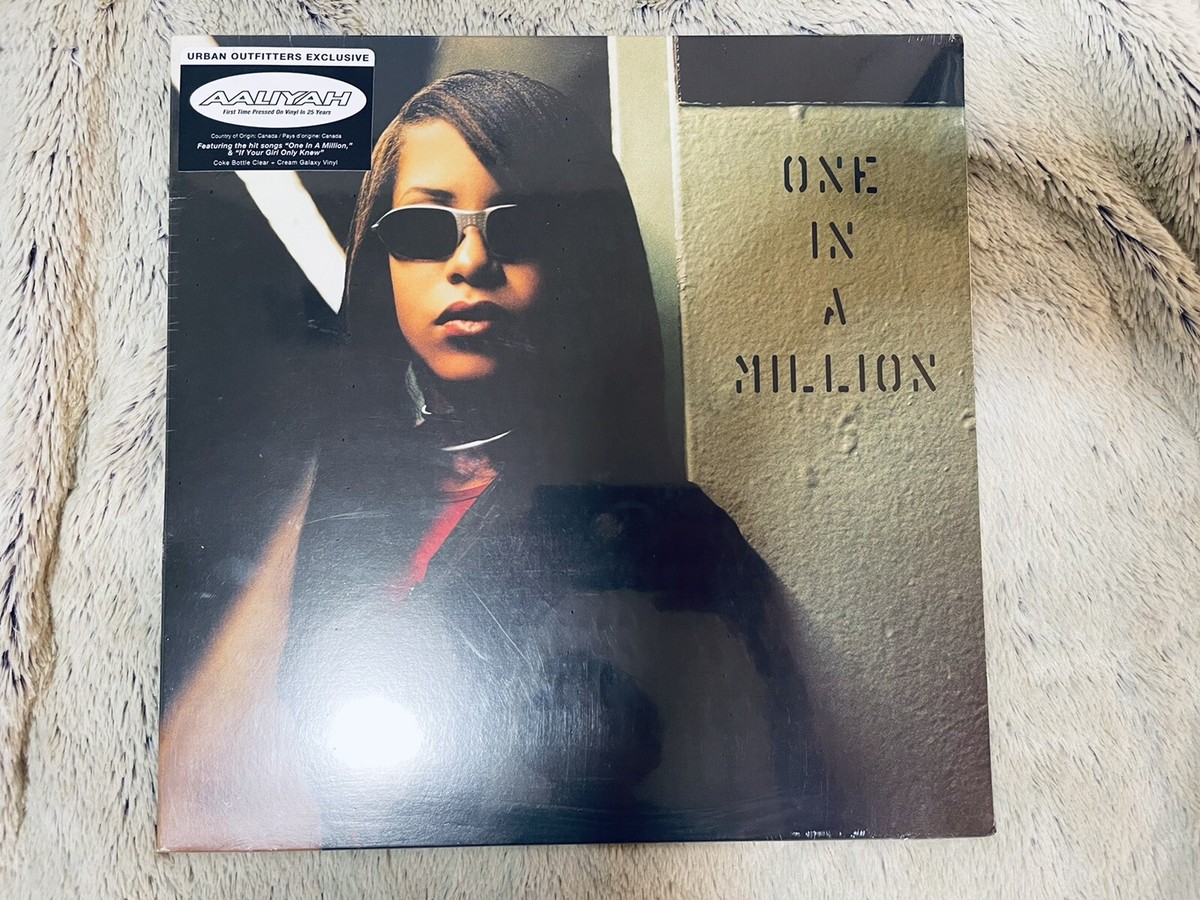 URBAN OUTFITTERS EXCLUSIVE
AALIYAH
First Time Pressed On Vinyl In 25 Years
Country of Origin: Canada / Pays d'origine: Canada
Featuring the hit songs "One In A Million,"
& "If Your Girl Only Knew"
Coke Bottle Clear + Cream Galaxy Vinyl
ONE
IN
A
MILLION